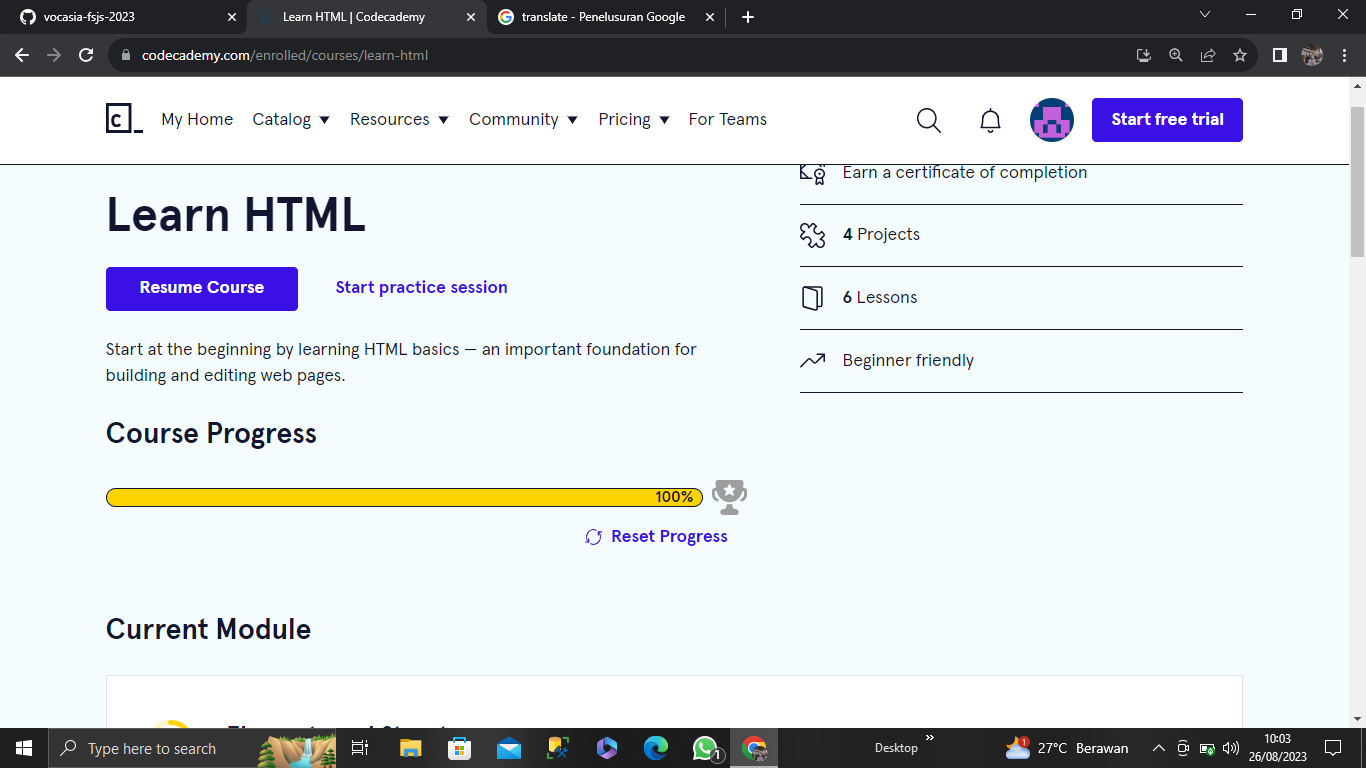 vocasia-fsjs-2023
Learn HTML | Codecademy
translate - Penelusuran Google
codecademy.com/enrolled/courses/learn-html
c_
My Home
Catalog
Resources
Community
Pricing
For Teams
Start free trial
Learn HTML
Resume Course
Start practice session
Start at the beginning by learning HTML basics — an important foundation for
building and editing web pages.
Course Progress
100%
Reset Progress
Earn a certificate of completion
4 Projects
6 Lessons
Beginner friendly
Current Module
Type here to search
1
Desktop
»
1
27°C Berawan
10:03
26/08/2023